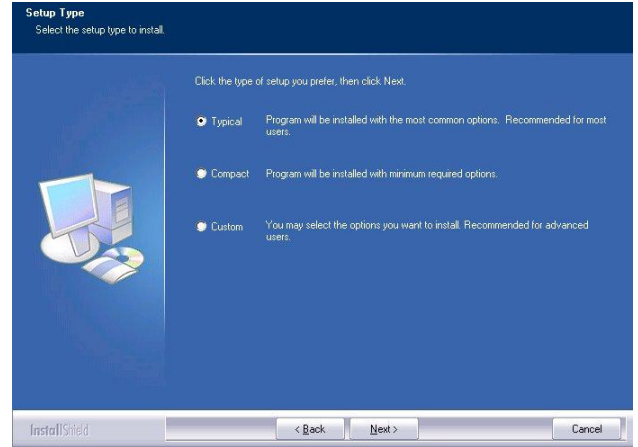 Setup Type
Select the setup type to install.
Click the type of setup you prefer, then click Next.
Typical Program will be installed with the most common options. Recommended for most
users.
Compact Program will be installed with minimum required options.
Custom You may select the options you want to install. Recommended for advanced
users.
InstallShield
< Back Next > Cancel